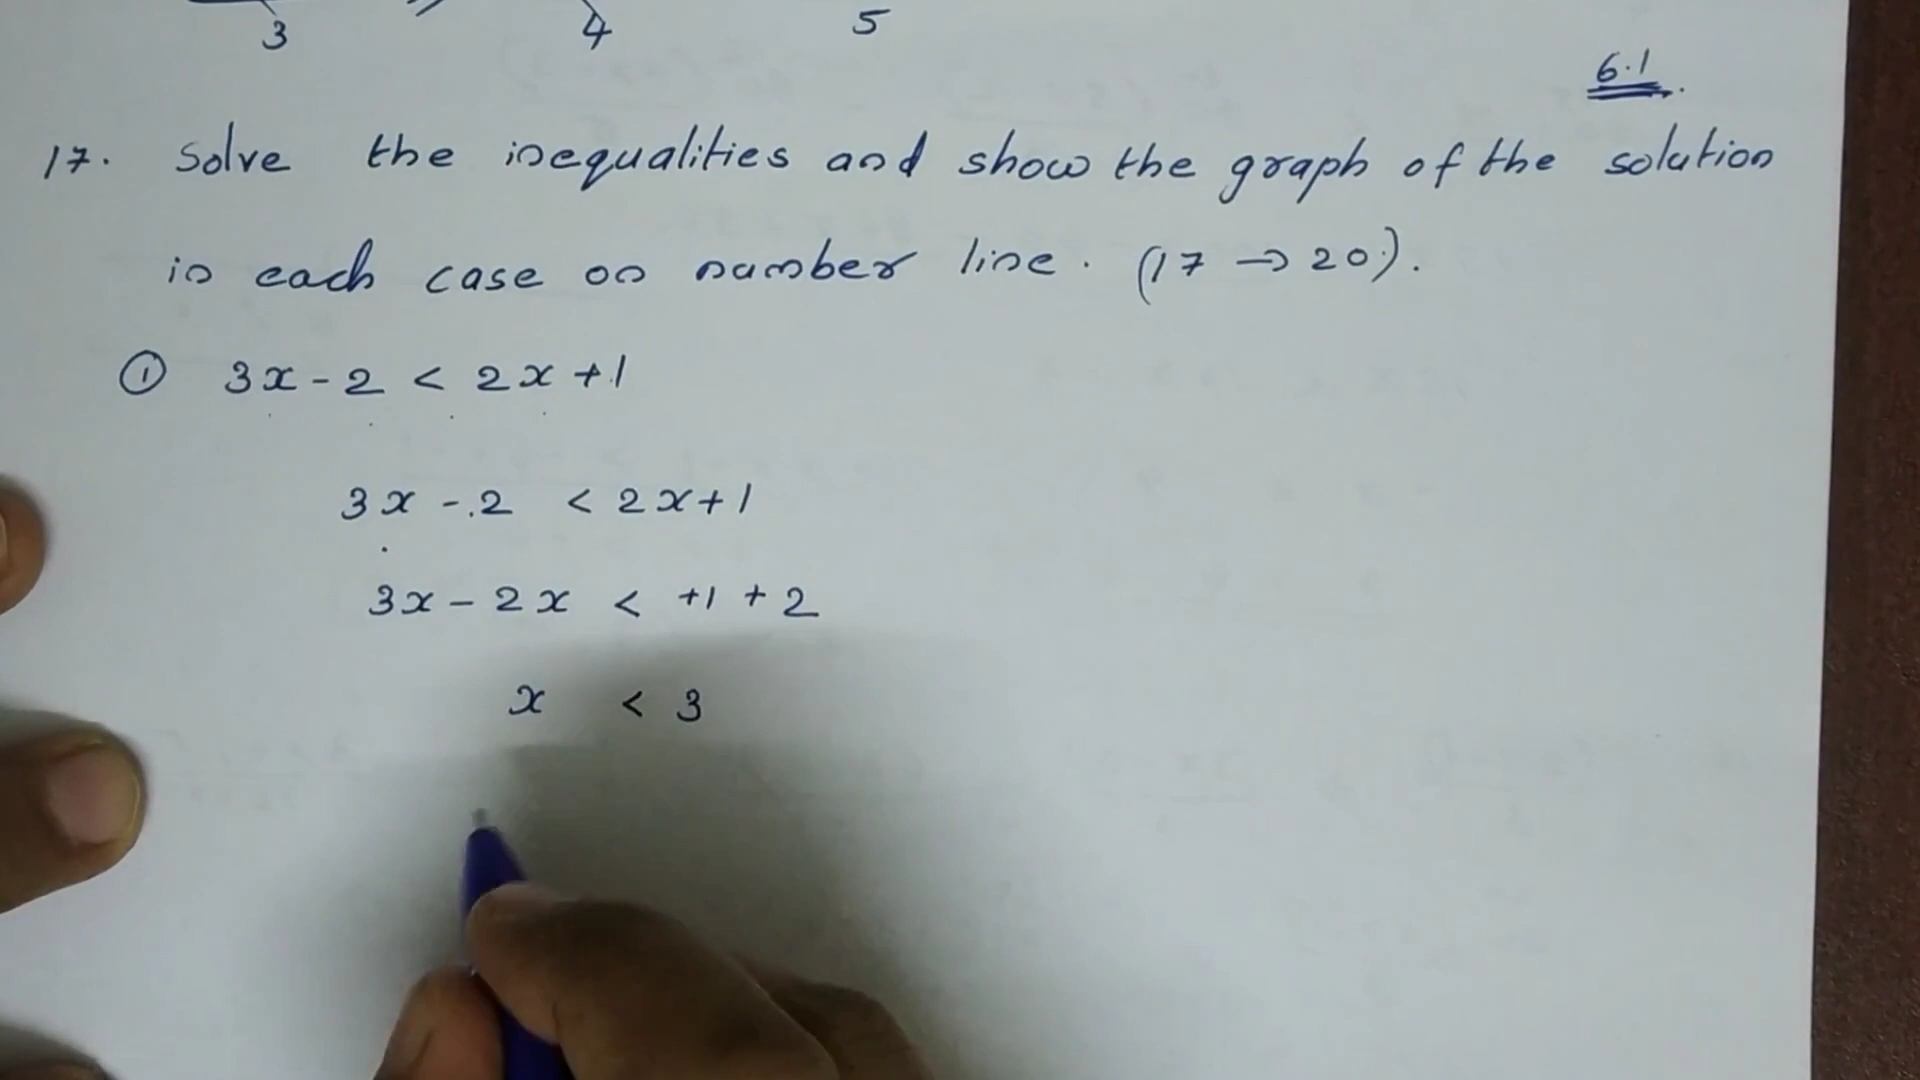 3 4 5
6.1
17. Solve the inequalities and show the graph of the solution
in each case on number line. (17 → 20).
① 3x - 2 < 2x + 1
3x - 2 < 2x + 1
3x - 2x < +1 + 2
x < 3